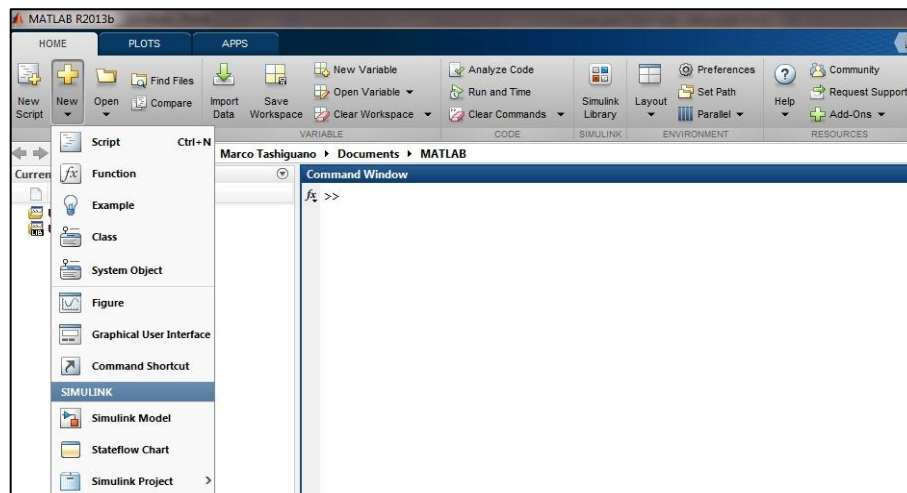 MATLAB R2013b
HOME PLOTS APPS
New Script
New
Open
Find Files
Compare
Import Data
Save Workspace
New Variable
Open Variable
Clear Workspace
Analyze Code
Run and Time
Clear Commands
Simulink Library
Layout
Preferences
Set Path
Parallel
Help
Community
Request Support
Add-Ons
VARIABLE CODE SIMULINK ENVIRONMENT RESOURCES
Marco Tashiguano Documents MATLAB
Curren
Command Window
fx >>
Script Ctrl+N
fx Function
Example
Class
System Object
Figure
Graphical User Interface
Command Shortcut
SIMULINK
Simulink Model
Stateflow Chart
Simulink Project